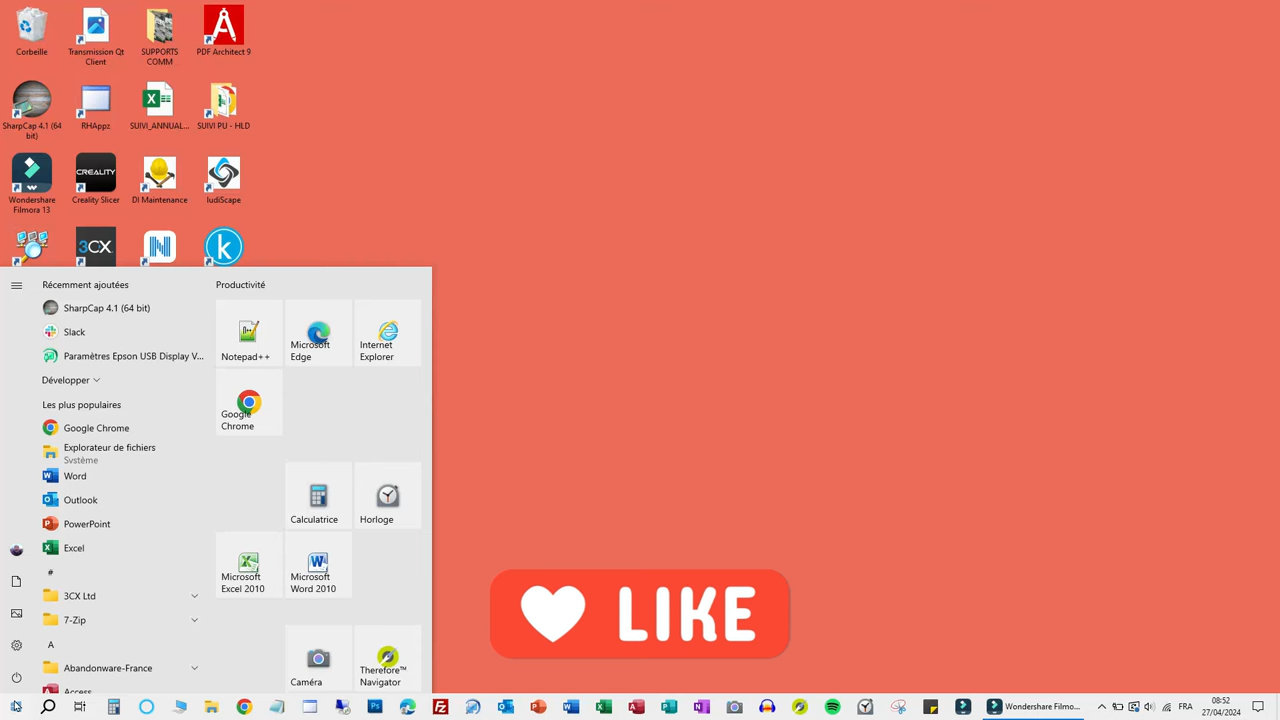 Corbeille
Transmission Qt
Client
SUPPORTS
COMM
PDF Architect 9
SharpCap 4.1 (64
bit)
RHAppz
SUIVI_ANNUAL...
SUIVI PU - HLD
CREALITY
Wondershare
Filmora 13
Creality Slicer
DI Maintenance
ludiScape
3CX
N
k
Récemment ajoutées
SharpCap 4.1 (64 bit)
Slack
Paramètres Epson USB Display V...
Développer
Les plus populaires
Google Chrome
Explorateur de fichiers
Système
Word
Outlook
PowerPoint
Excel
#
3CX Ltd
7-Zip
A
Abandonware-France
Access
Productivité
Notepad++
Microsoft
Edge
Internet
Explorer
Google
Chrome
Calculatrice
Horloge
Microsoft
Excel 2010
Microsoft
Word 2010
Caméra
Therefore™
Navigator
LIKE
Wondershare Filmo...
FRA
08:52
27/04/2024